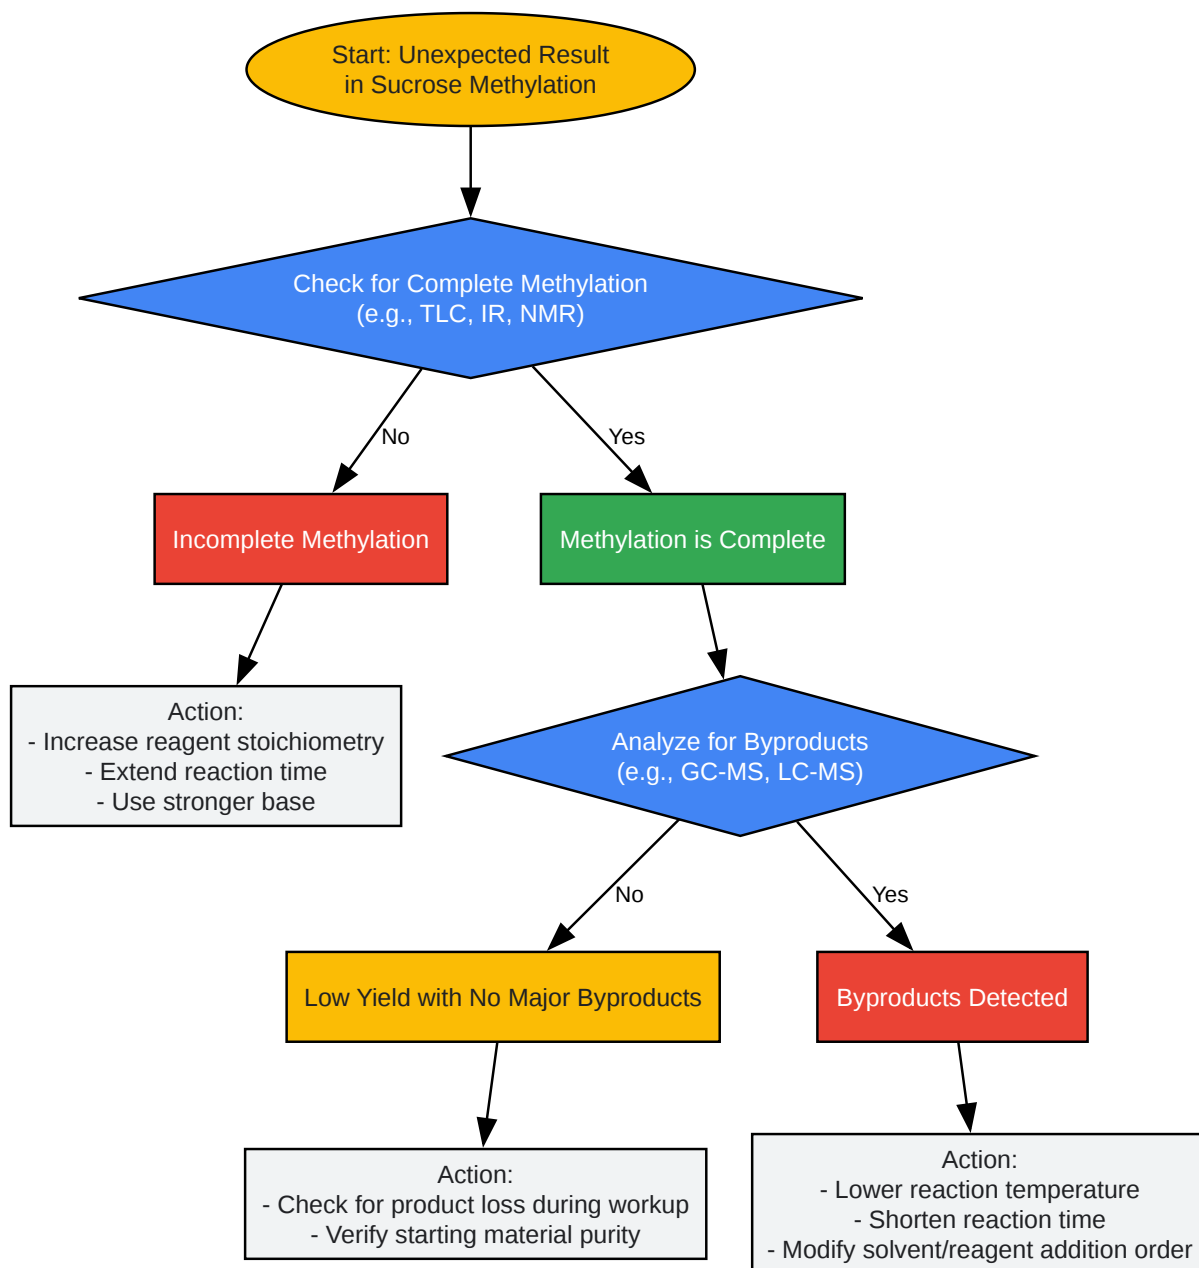 Start: Unexpected Result
in Sucrose Methylation
Check for Complete Methylation
(e.g., TLC, IR, NMR)
No
Yes
Incomplete Methylation
Methylation is Complete
Action:
- Increase reagent stoichiometry
- Extend reaction time
- Use stronger base
Analyze for Byproducts
(e.g., GC-MS, LC-MS)
No
Yes
Low Yield with No Major Byproducts
Byproducts Detected
Action:
- Check for product loss during workup
- Verify starting material purity
Action:
- Lower reaction temperature
- Shorten reaction time
- Modify solvent/reagent addition order